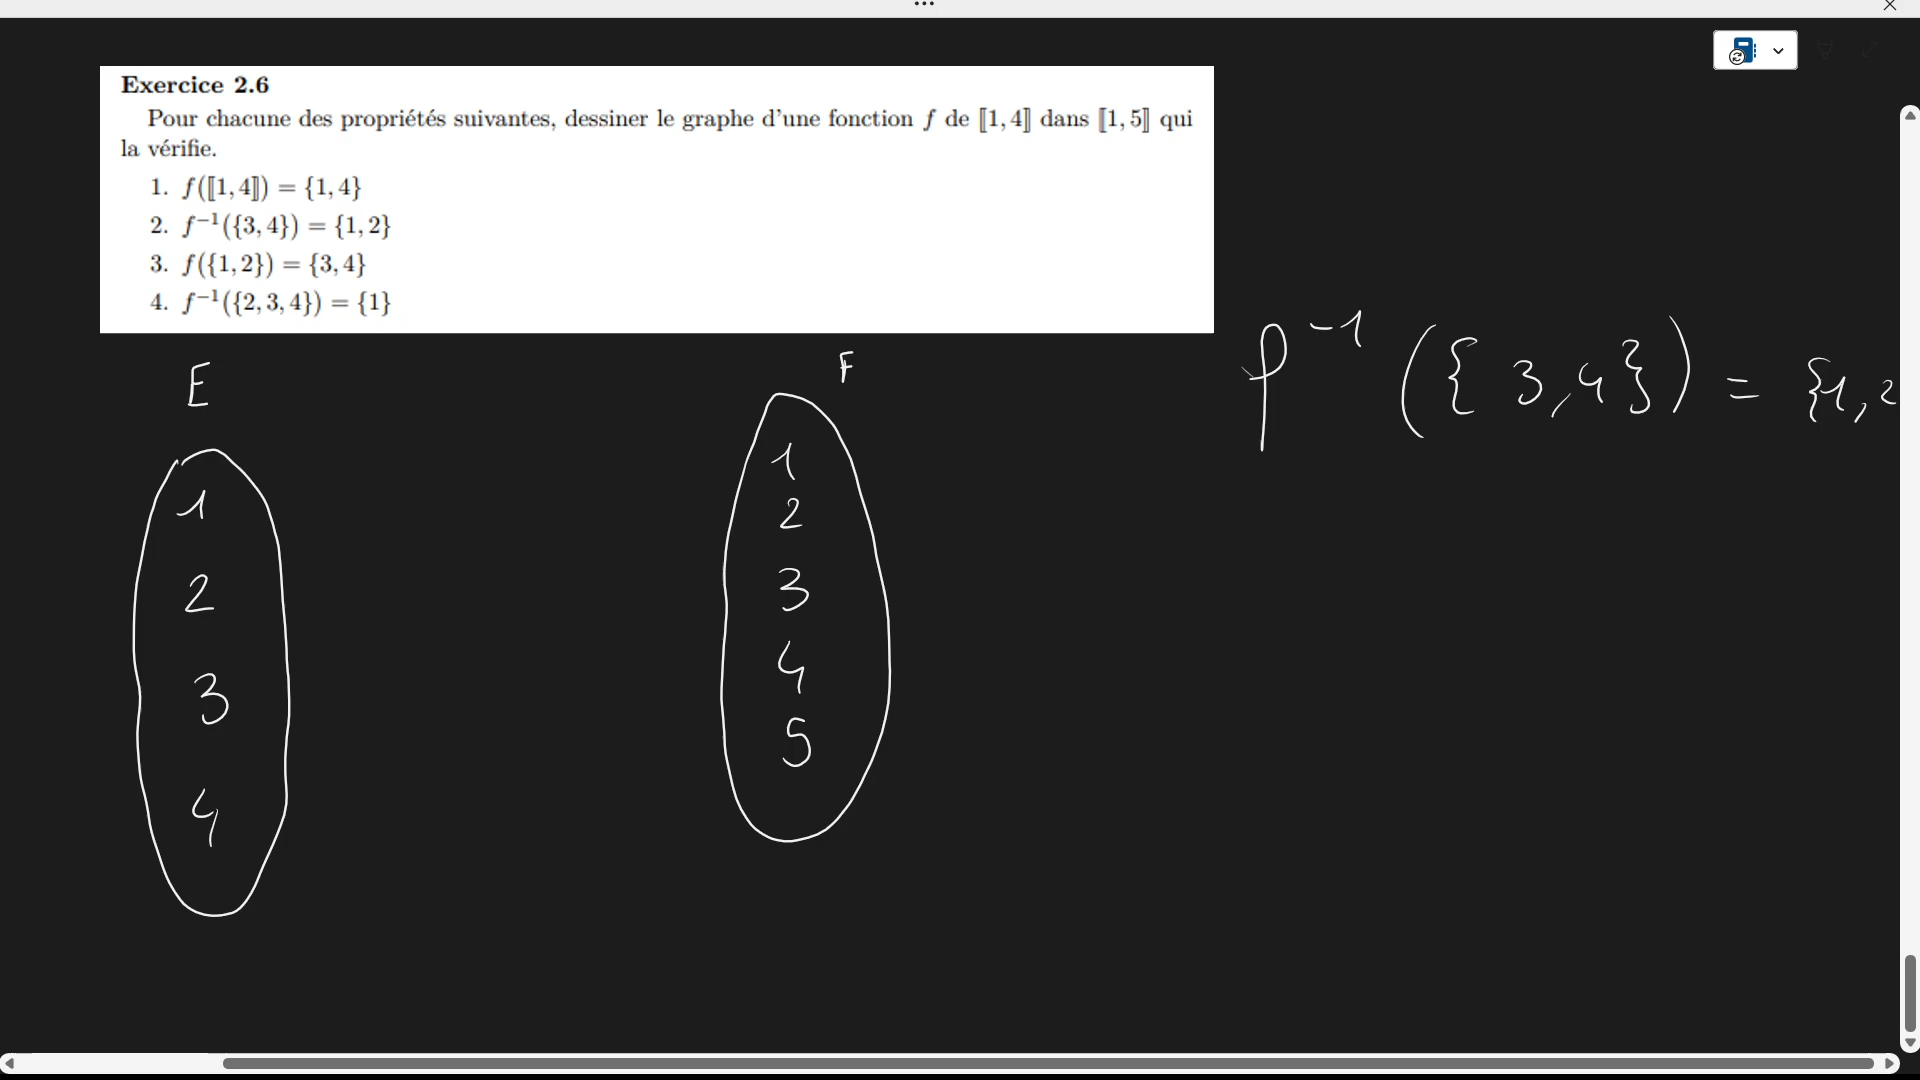 Exercice 2.6
Pour chacune des propriétés suivantes, dessiner le graphe d'une fonction f de ⟦1, 4⟧ dans ⟦1, 5⟧ qui
la vérifie.
1. f(⟦1, 4⟧) = {1, 4}
2. f⁻¹({3, 4}) = {1, 2}
3. f({1, 2}) = {3, 4}
4. f⁻¹({2, 3, 4}) = {1}
f⁻¹ ({ 3, 4 }) = {1, 2
E
F
1
2
3
4
1
2
3
4
5